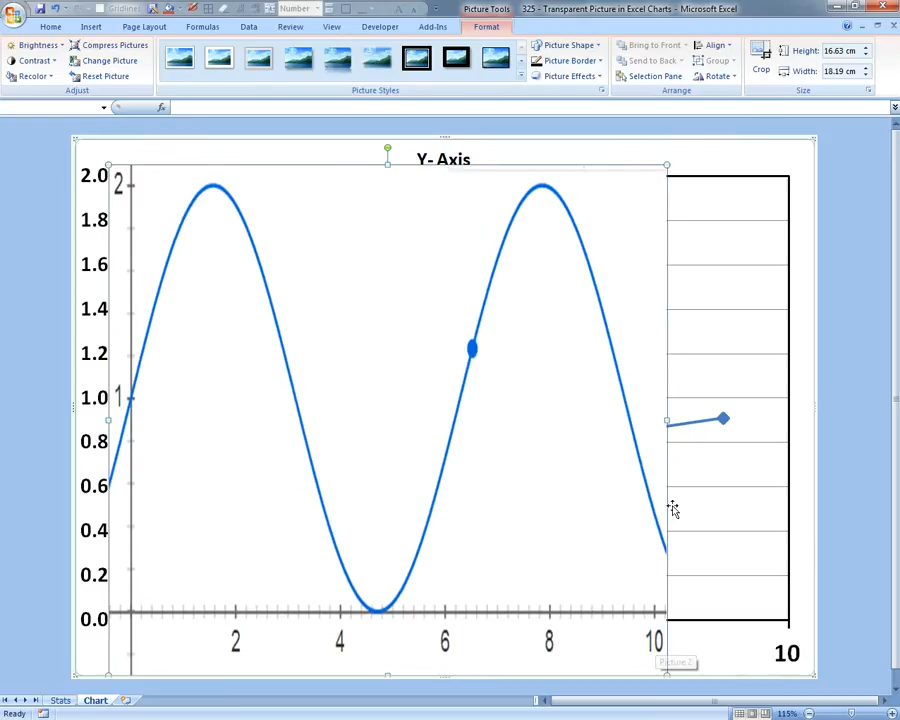 Gridlines
Number
Picture Tools
325 - Transparent Picture in Excel Charts - Microsoft Excel
Home
Insert
Page Layout
Formulas
Data
Review
View
Developer
Add-Ins
Format
Brightness
Contrast
Recolor
Compress Pictures
Change Picture
Reset Picture
Adjust
Picture Styles
Picture Shape
Picture Border
Picture Effects
Bring to Front
Send to Back
Selection Pane
Align
Group
Rotate
Arrange
Crop
Height: 16.63 cm
Width: 18.19 cm
Size
fx
Y- Axis
2.0
1.8
1.6
1.4
1.2
1.0
0.8
0.6
0.4
0.2
0.0
2
1
2
4
6
8
10
10
Picture 2
Stats
Chart
Ready
115%